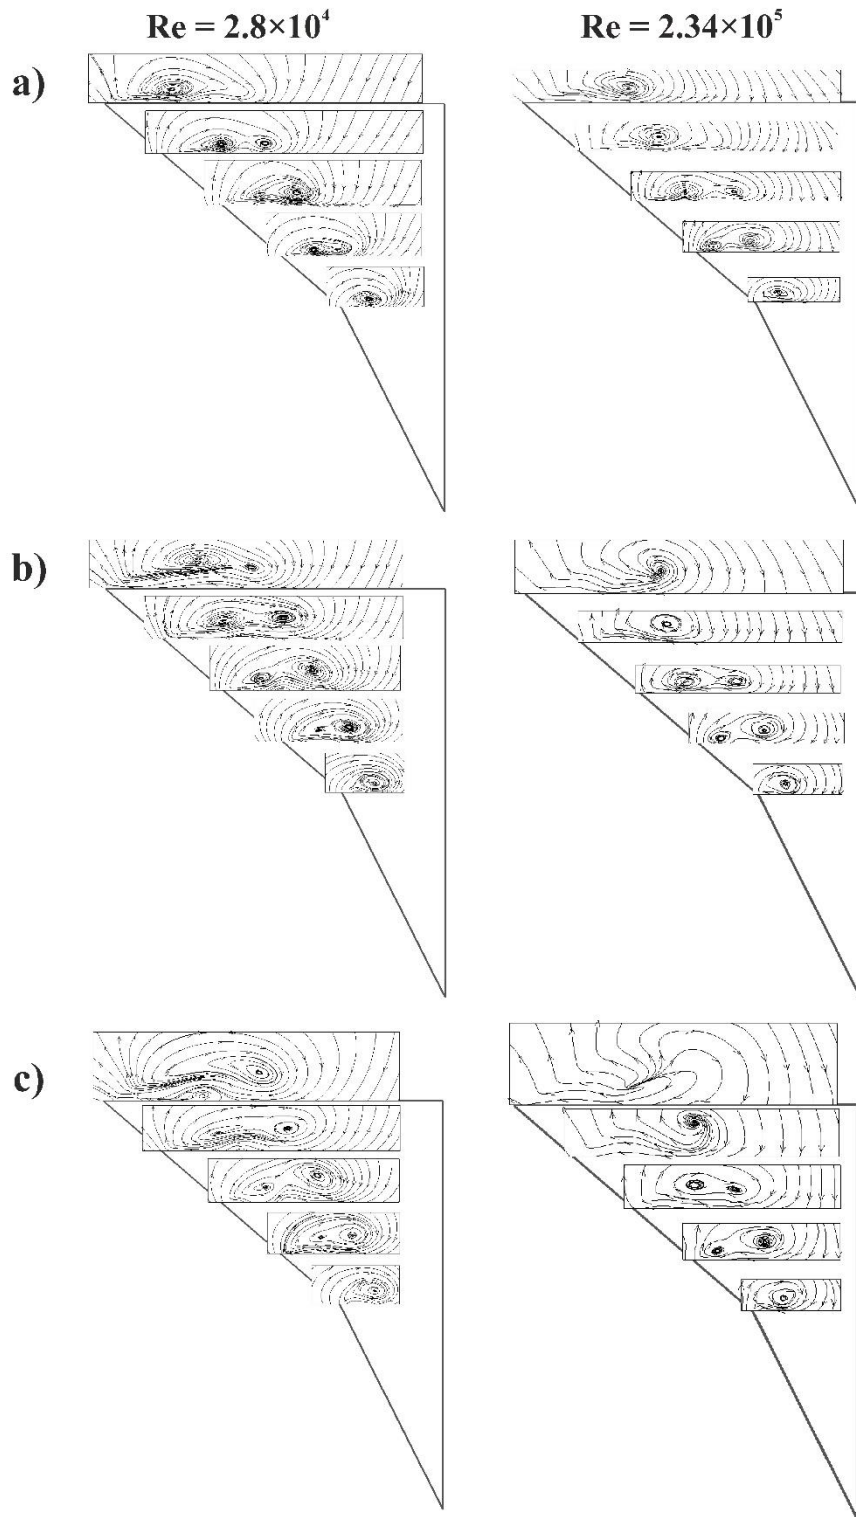 Re = 2.8×10⁴
Re = 2.34×10⁵
a)
b)
c)